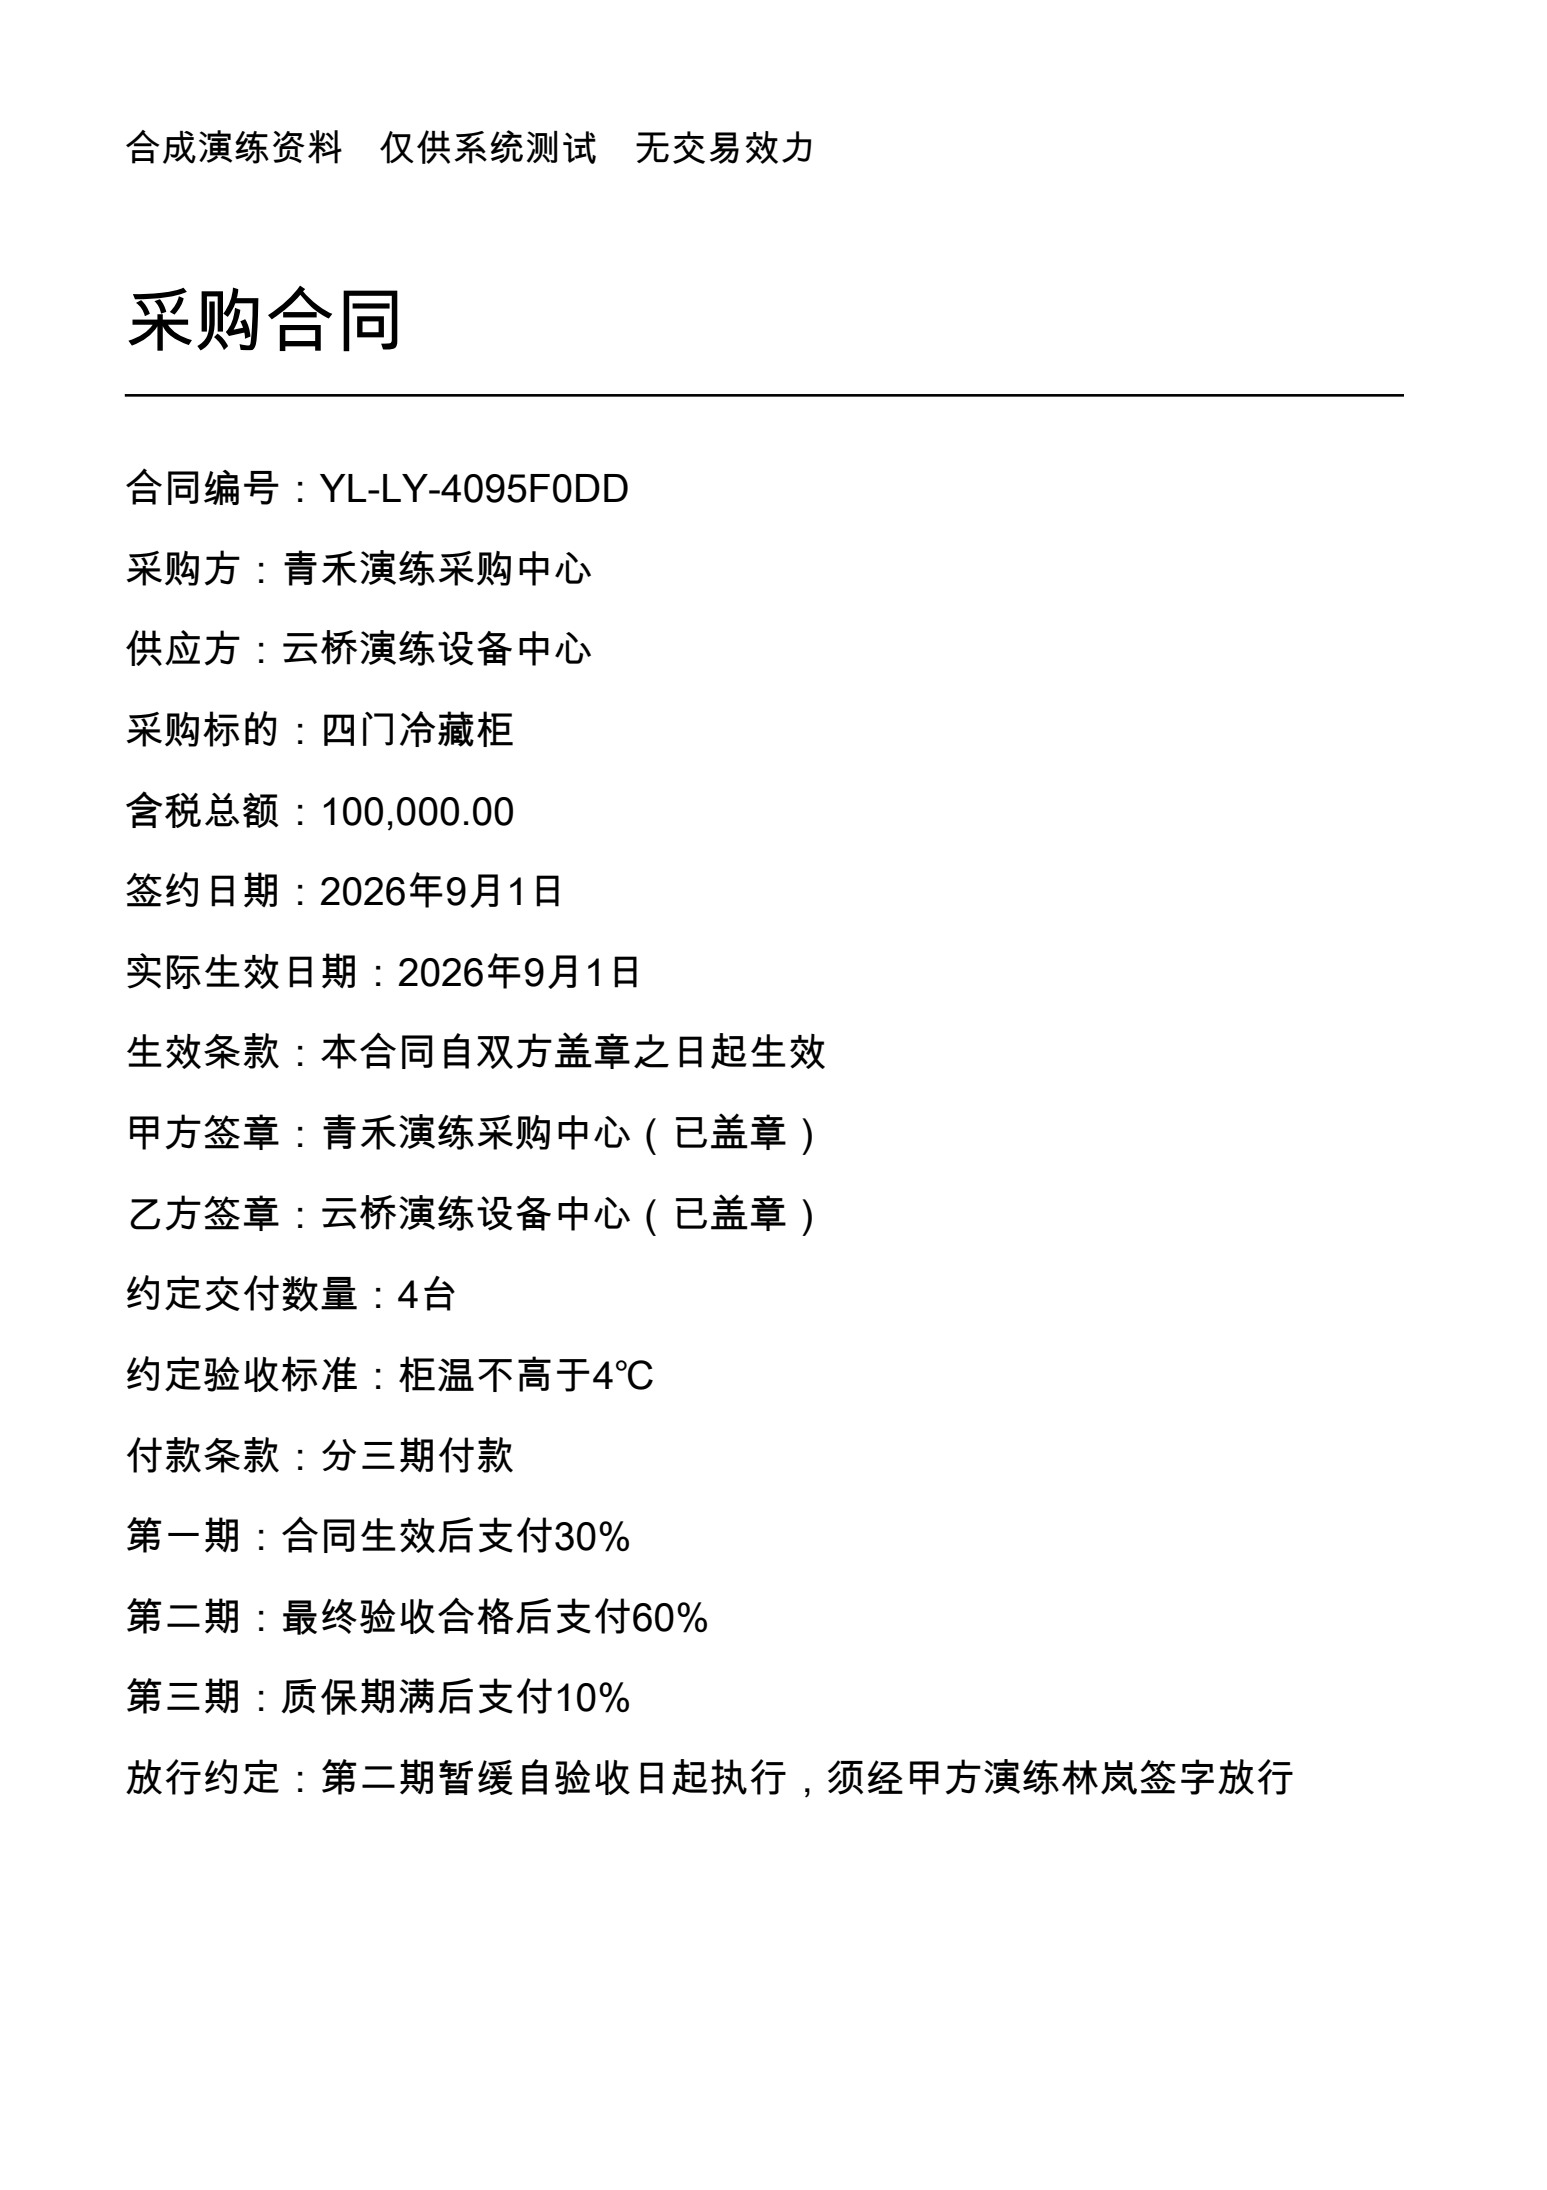 合成演练资料　仅供系统测试　无交易效力
采购合同
合同编号：YL-LY-4095F0DD
采购方：青禾演练采购中心
供应方：云桥演练设备中心
采购标的：四门冷藏柜
含税总额：100,000.00
签约日期：2026年9月1日
实际生效日期：2026年9月1日
生效条款：本合同自双方盖章之日起生效
甲方签章：青禾演练采购中心（已盖章）
乙方签章：云桥演练设备中心（已盖章）
约定交付数量：4台
约定验收标准：柜温不高于4℃
付款条款：分三期付款
第一期：合同生效后支付30%
第二期：最终验收合格后支付60%
第三期：质保期满后支付10%
放行约定：第二期暂缓自验收日起执行，须经甲方演练林岚签字放行